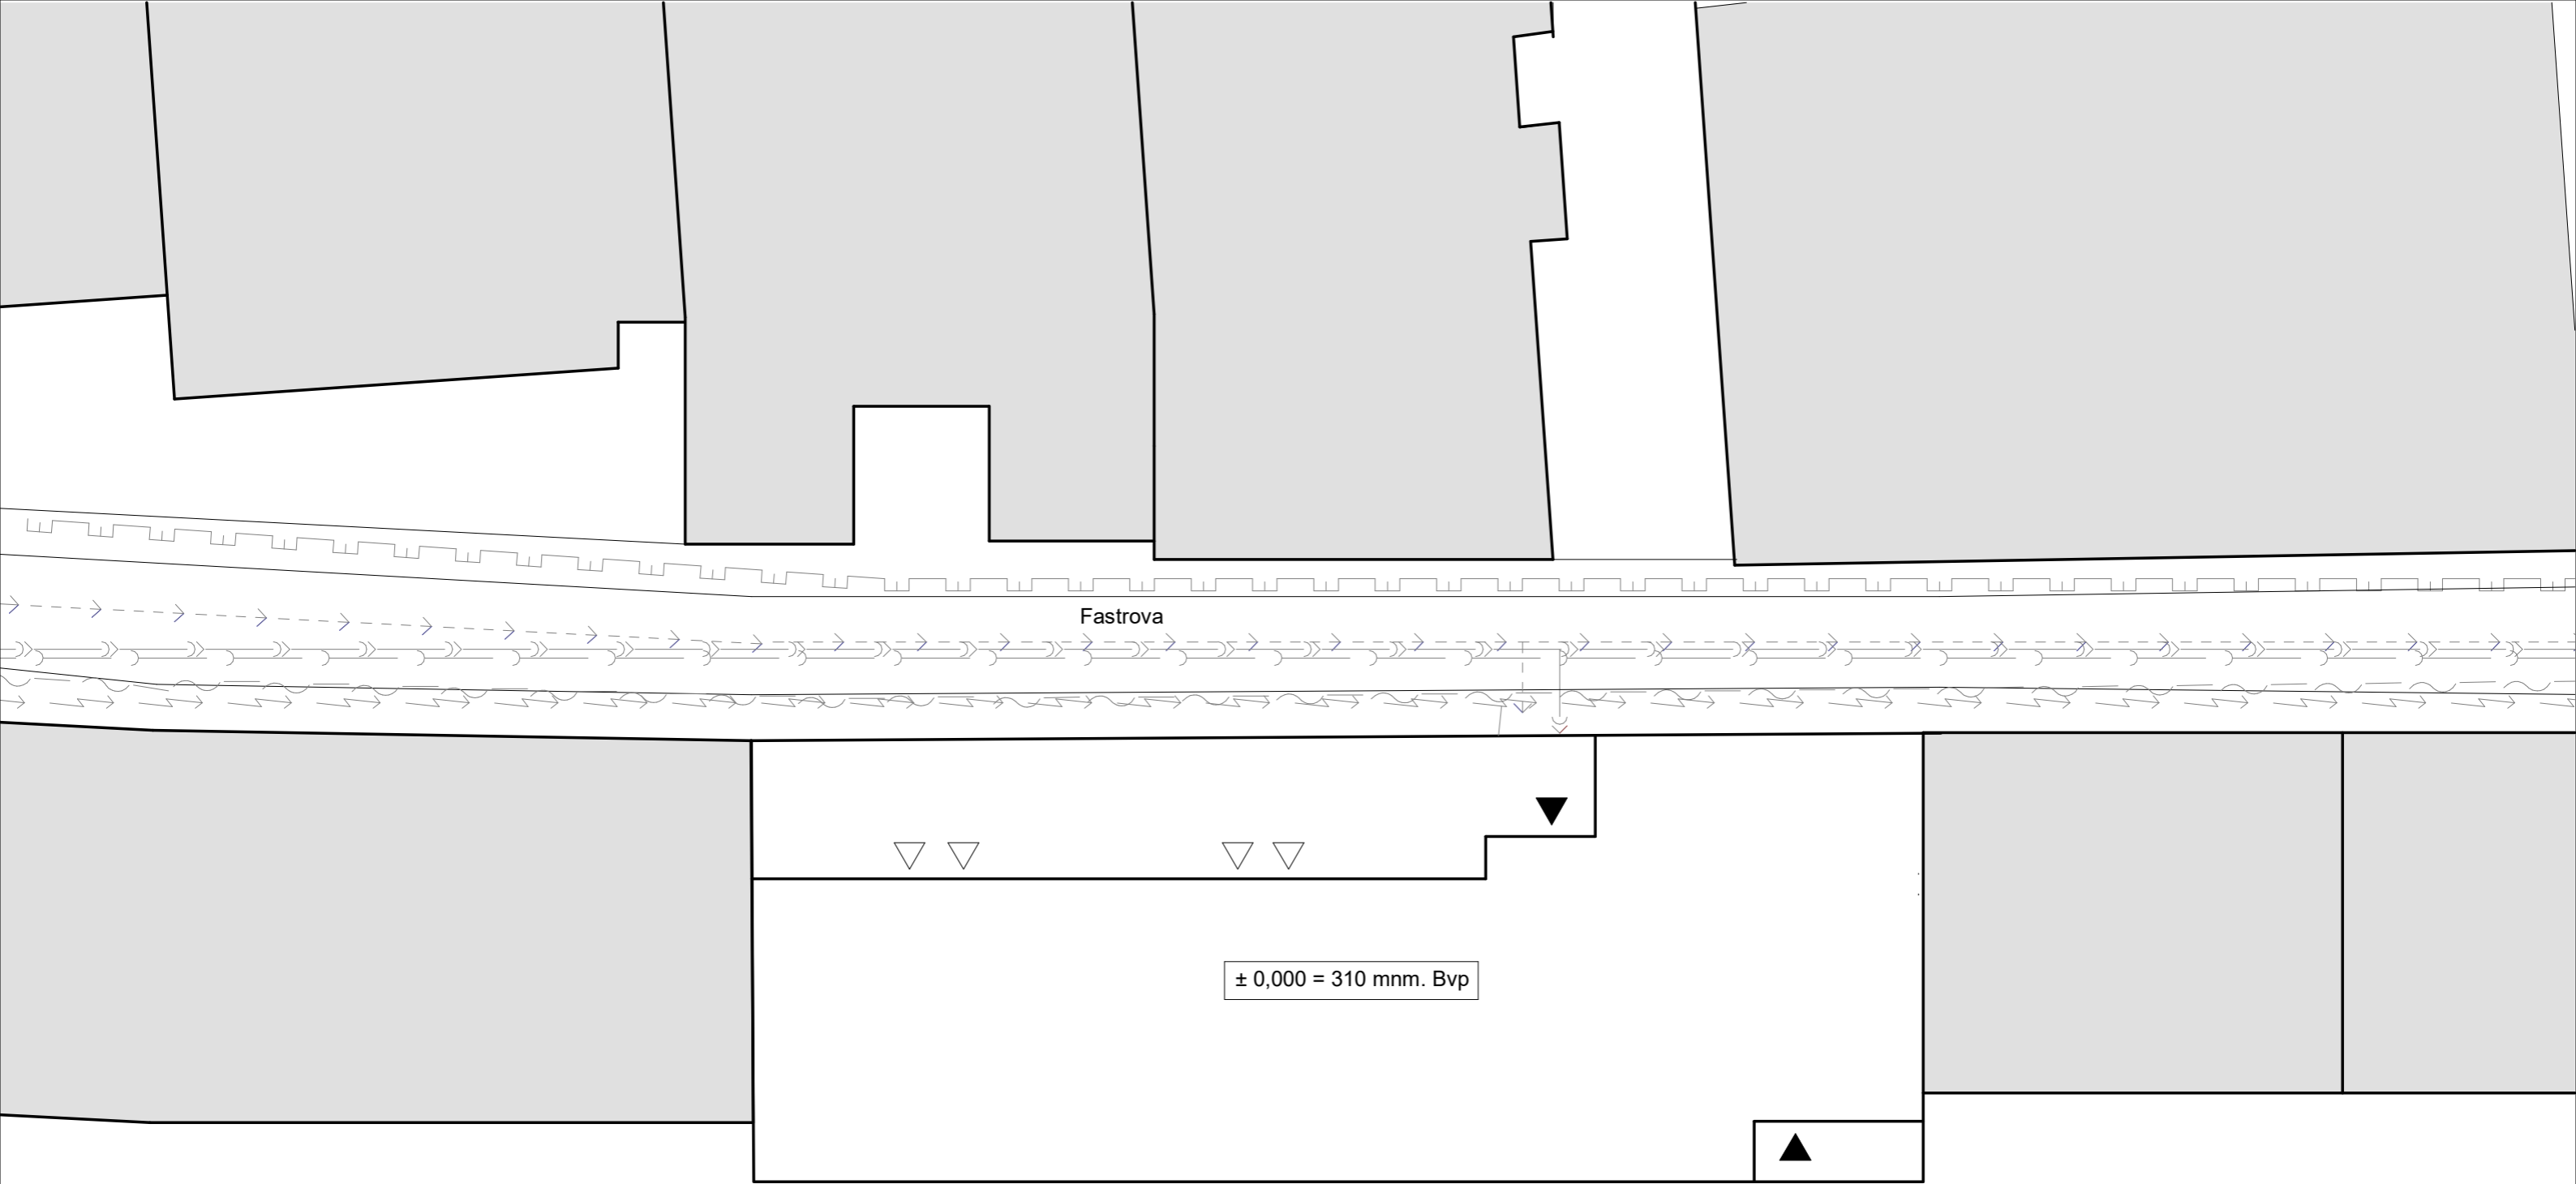 Fastrova
± 0,000 = 310 mnm. Bvp